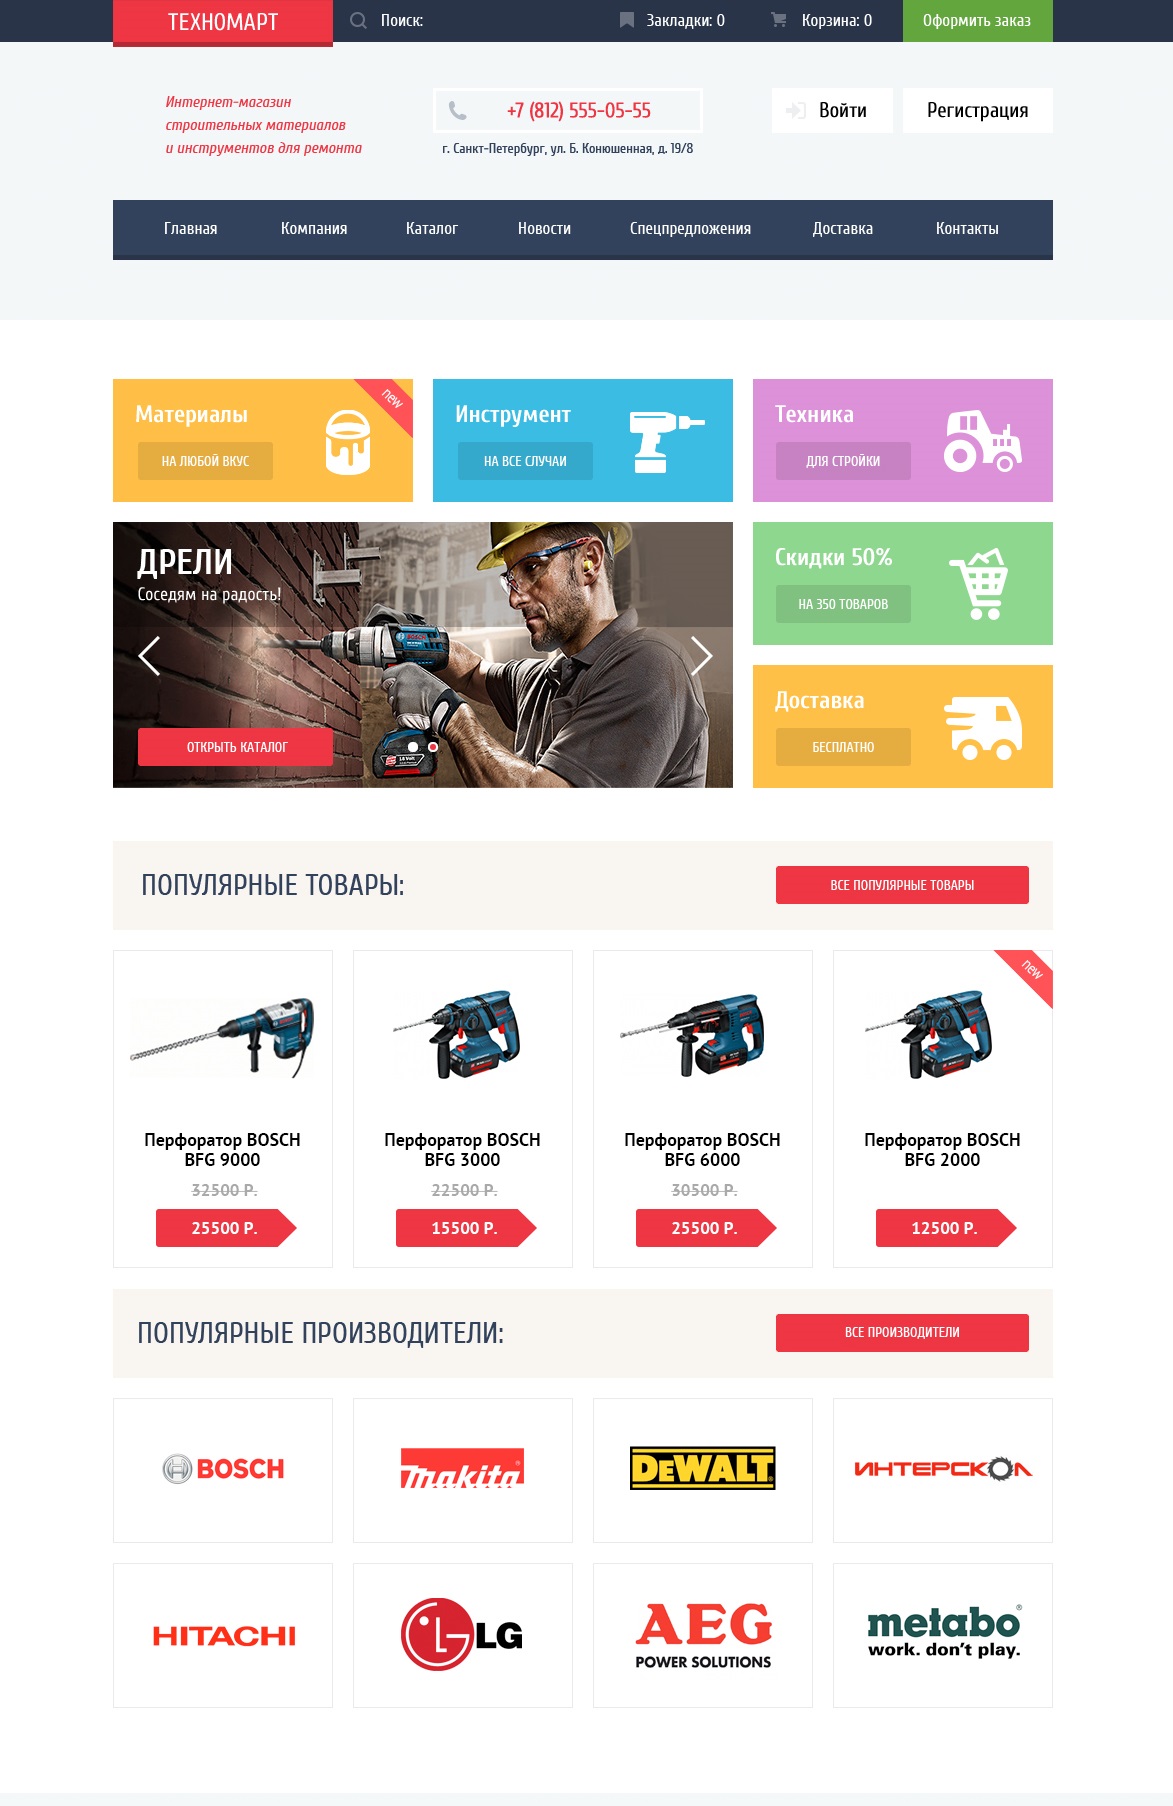 ТЕХНОМАРТ
Поиск:
Закладки: 0
Корзина: 0
Оформить заказ
Интернет-магазин
строительных материалов
и инструментов для ремонта
+7 (812) 555-05-55
г. Санкт-Петербург, ул. Б. Конюшенная, д. 19/8
Войти
Регистрация
Главная
Компания
Каталог
Новости
Спецпредложения
Доставка
Контакты
Материалы
НА ЛЮБОЙ ВКУС
new
Инструмент
НА ВСЕ СЛУЧАИ
Техника
ДЛЯ СТРОЙКИ
ДРЕЛИ
Соседям на радость!
BOSCH
18 Volt
ОТКРЫТЬ КАТАЛОГ
Скидки 50%
НА 350 ТОВАРОВ
Доставка
БЕСПЛАТНО
ПОПУЛЯРНЫЕ ТОВАРЫ:
ВСЕ ПОПУЛЯРНЫЕ ТОВАРЫ
Перфоратор BOSCH
BFG 9000
32500 Р.
25500 Р.
Перфоратор BOSCH
BFG 3000
22500 Р.
15500 Р.
Перфоратор BOSCH
BFG 6000
30500 Р.
25500 Р.
new
Перфоратор BOSCH
BFG 2000
12500 Р.
ПОПУЛЯРНЫЕ ПРОИЗВОДИТЕЛИ:
ВСЕ ПРОИЗВОДИТЕЛИ
BOSCH
makita
DEWALT
ИНТЕРСКОЛ
HITACHI
LG
AEG
POWER SOLUTIONS
metabo
work. don't play.